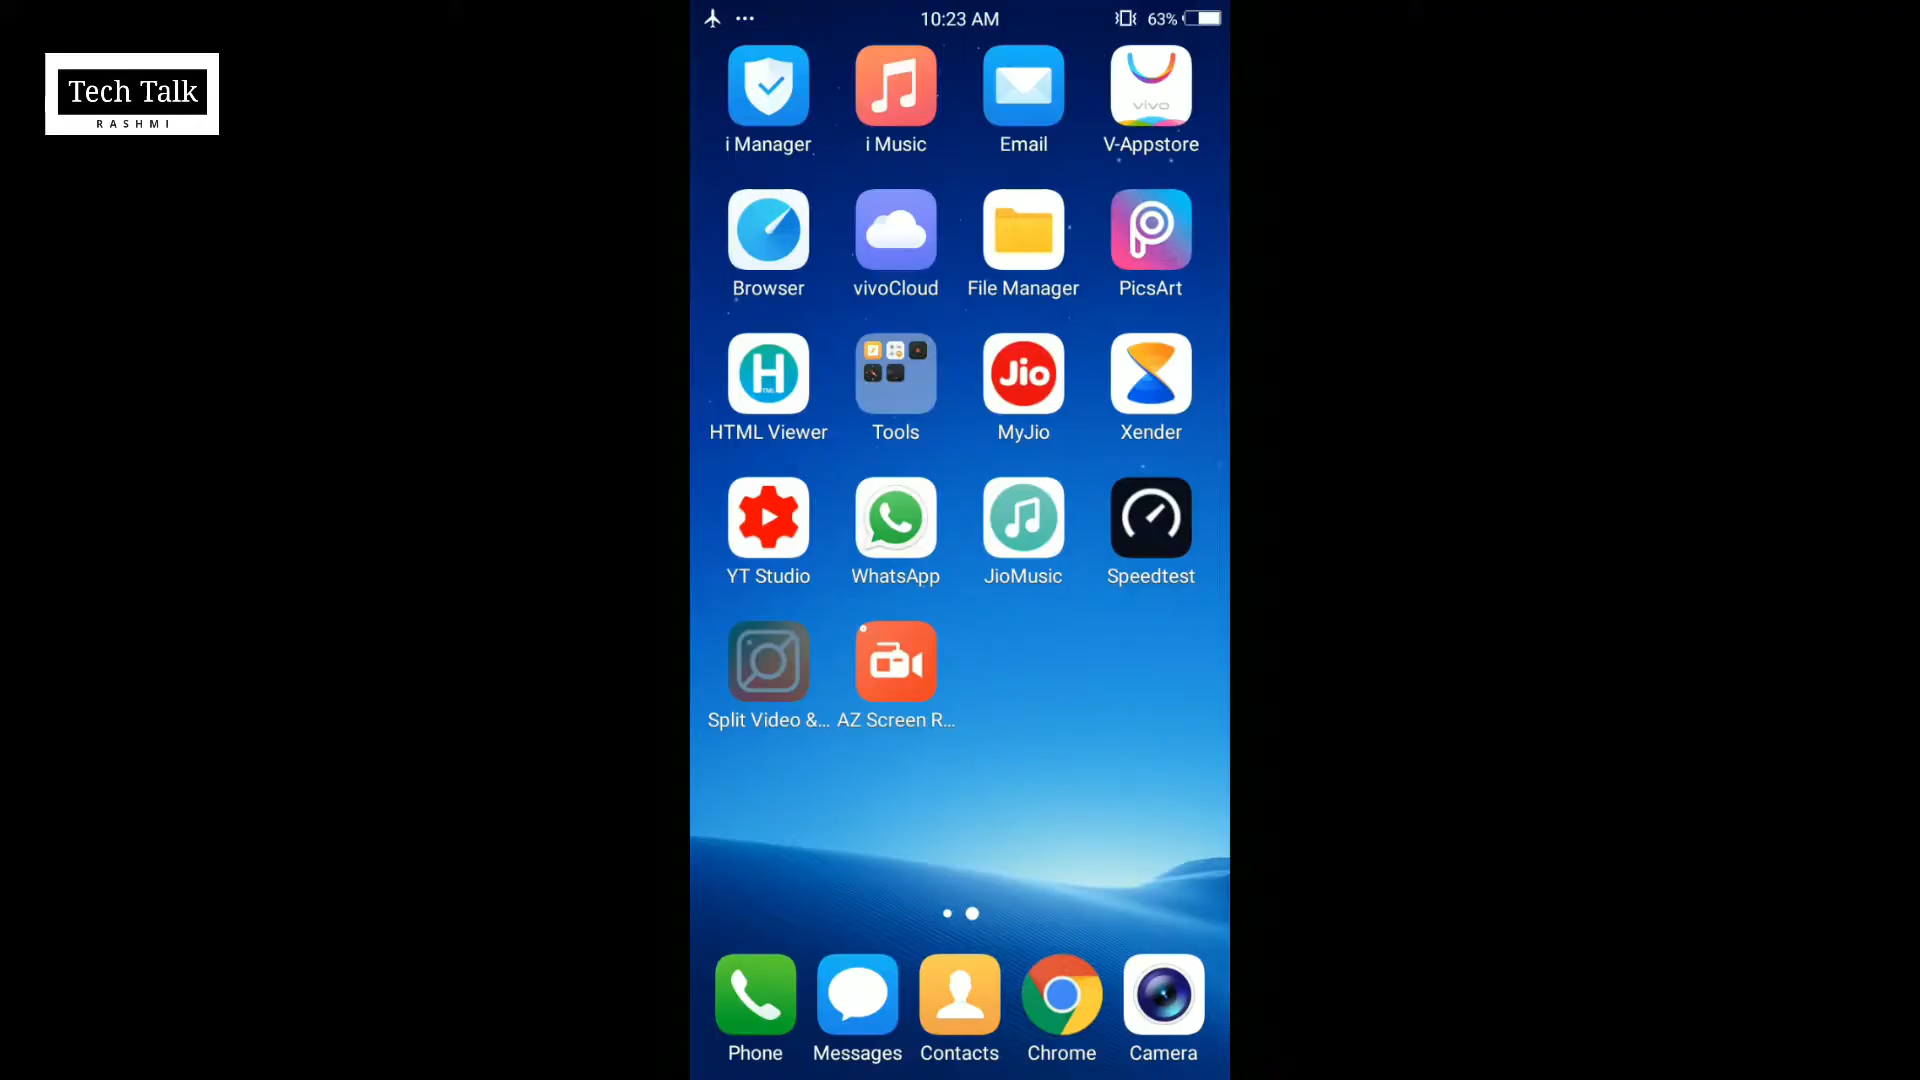 Tech Talk
RASHMI
10:23 AM
63%
i Manager
i Music
Email
vivo
V-Appstore
Browser
vivoCloud
File Manager
PicsArt
H
HTML Viewer
Tools
Jio
MyJio
Xender
YT Studio
WhatsApp
JioMusic
Speedtest
Split Video &...
AZ Screen R...
Phone
Messages
Contacts
Chrome
Camera